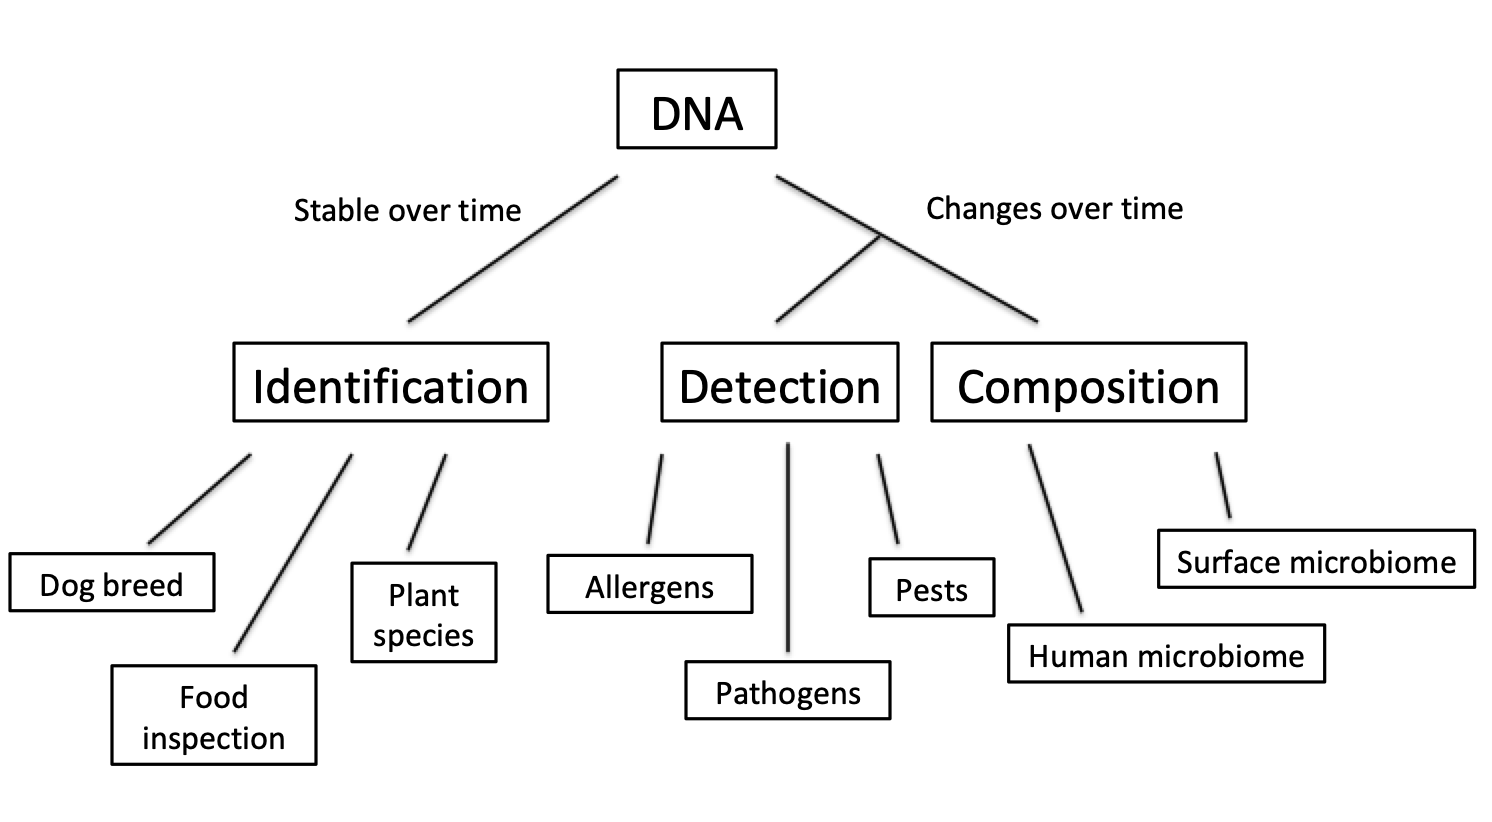 DNA
Stable over time
Changes over time
Identification
Detection
Composition
Dog breed
Food
inspection
Plant
species
Allergens
Pathogens
Pests
Human microbiome
Surface microbiome